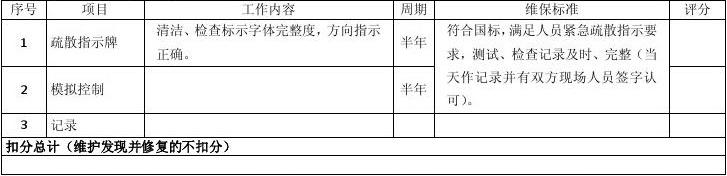 序号 项目 工作内容 周期 维保标准 评分
1 疏散指示牌 清洁、检查标示字体完整度，方向指示正确。 半年 符合国标，满足人员紧急疏散指示要求，测试、检查记录及时、完整（当天作记录并有双方现场人员签字认可）。
2 模拟控制 半年
3 记录
扣分总计（维护发现并修复的不扣分）